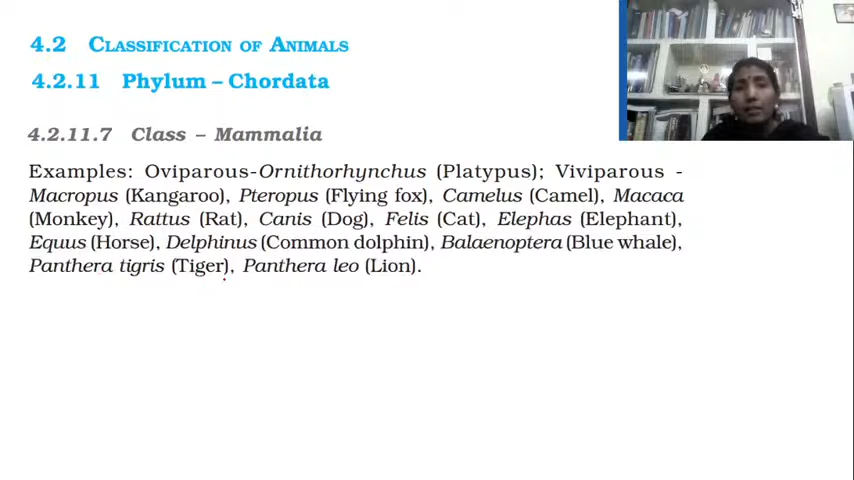 4.2 Classification of Animals
4.2.11 Phylum – Chordata
4.2.11.7 Class – Mammalia
Examples: Oviparous-Ornithorhynchus (Platypus); Viviparous -
Macropus (Kangaroo), Pteropus (Flying fox), Camelus (Camel), Macaca
(Monkey), Rattus (Rat), Canis (Dog), Felis (Cat), Elephas (Elephant),
Equus (Horse), Delphinus (Common dolphin), Balaenoptera (Blue whale),
Panthera tigris (Tiger), Panthera leo (Lion).